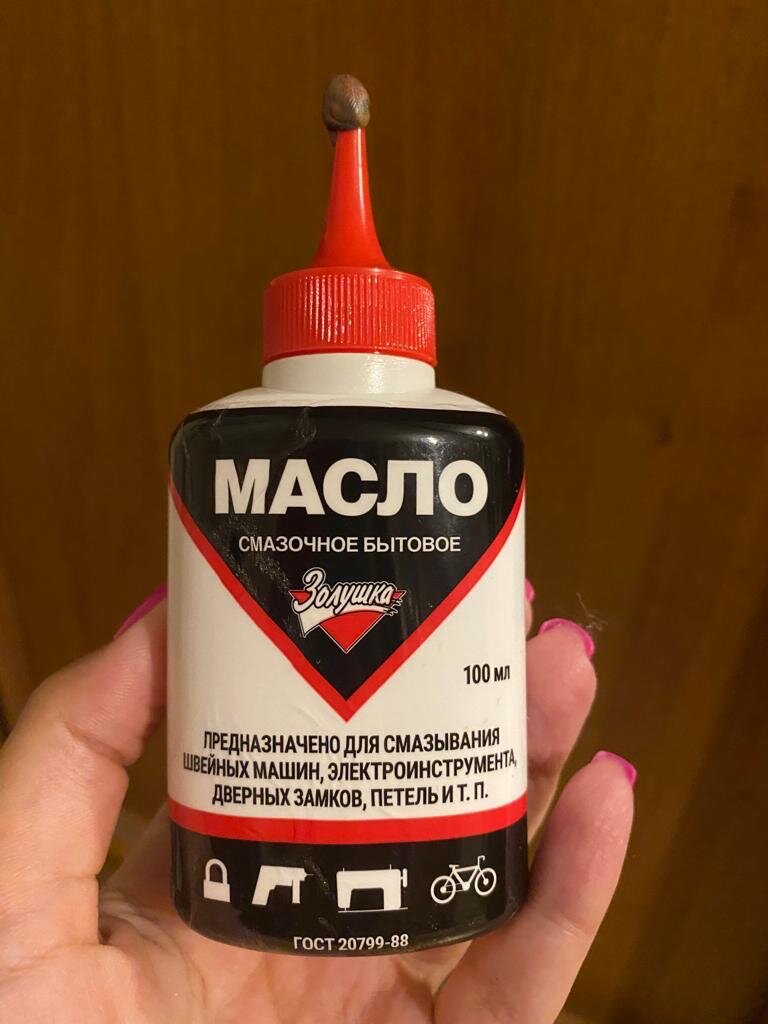 МАСЛО
СМАЗОЧНОЕ БЫТОВОЕ
Золушка
100 мл
ПРЕДНАЗНАЧЕНО ДЛЯ СМАЗЫВАНИЯ
ШВЕЙНЫХ МАШИН, ЭЛЕКТРОИНСТРУМЕНТА,
ДВЕРНЫХ ЗАМКОВ, ПЕТЕЛЬ И Т. П.
ГОСТ 20799-88